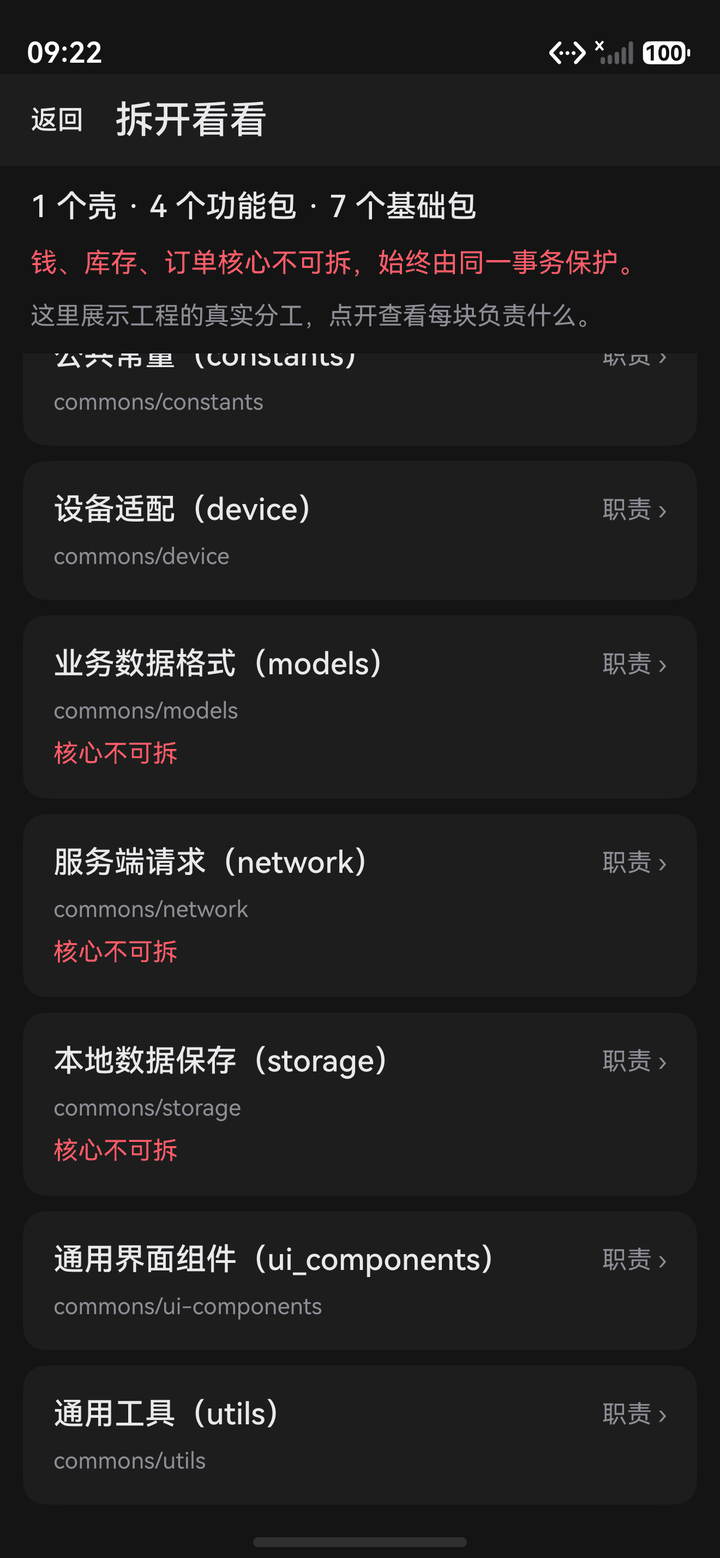 09:22
100
返回 拆开看看
1 个壳 · 4 个功能包 · 7 个基础包
钱、库存、订单核心不可拆，始终由同一事务保护。
这里展示工程的真实分工，点开查看每块负责什么。
公共常量（constants） 职责 ›
commons/constants
设备适配（device） 职责 ›
commons/device
业务数据格式（models） 职责 ›
commons/models
核心不可拆
服务端请求（network） 职责 ›
commons/network
核心不可拆
本地数据保存（storage） 职责 ›
commons/storage
核心不可拆
通用界面组件（ui_components） 职责 ›
commons/ui-components
通用工具（utils） 职责 ›
commons/utils